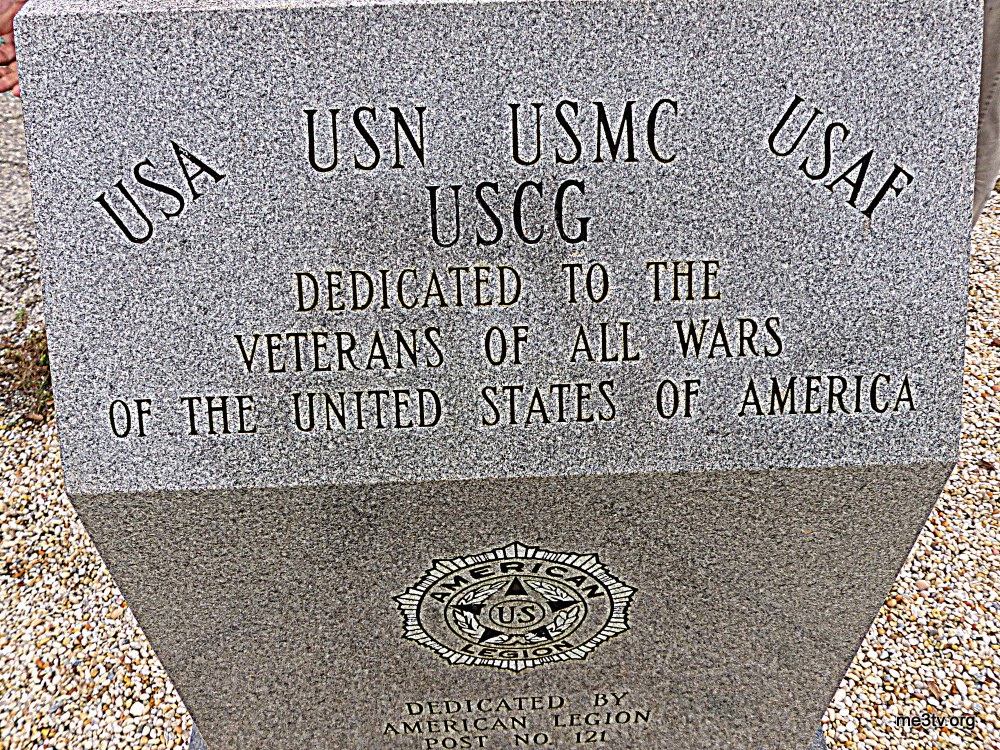 USA USN USMC USAF
USCG
DEDICATED TO THE
VETERANS OF ALL WARS
OF THE UNITED STATES OF AMERICA
AMERICAN
U·S
LEGION
DEDICATED BY
AMERICAN LEGION
POST NO. 121
me3tv.org